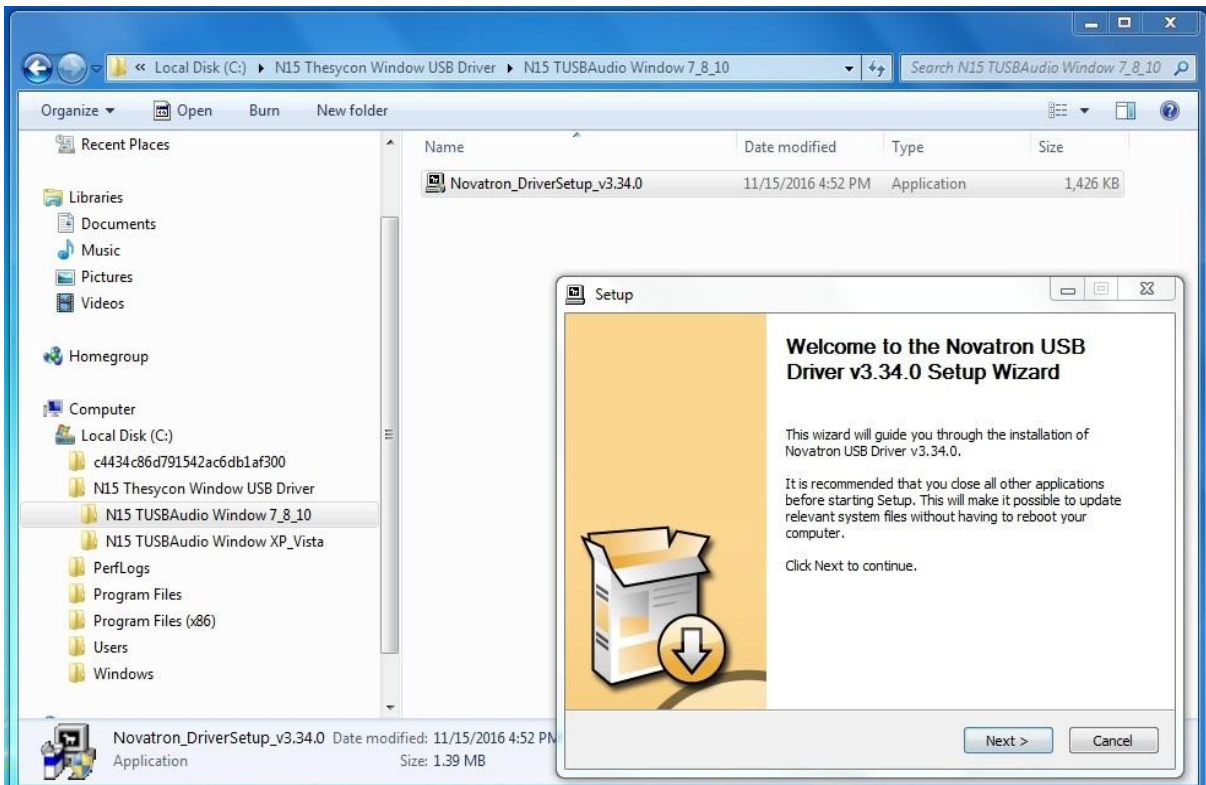 « Local Disk (C:) ▸ N15 Thesycon Window USB Driver ▸ N15 TUSBAudio Window 7_8_10
Search N15 TUSBAudio Window 7_8_10
Organize Open Burn New folder
Recent Places
Libraries
Documents
Music
Pictures
Videos
Homegroup
Computer
Local Disk (C:)
c4434c86d791542ac6db1af300
N15 Thesycon Window USB Driver
N15 TUSBAudio Window 7_8_10
N15 TUSBAudio Window XP_Vista
PerfLogs
Program Files
Program Files (x86)
Users
Windows
Name Date modified Type Size
Novatron_DriverSetup_v3.34.0 11/15/2016 4:52 PM Application 1,426 KB
Setup
Welcome to the Novatron USB
Driver v3.34.0 Setup Wizard
This wizard will guide you through the installation of
Novatron USB Driver v3.34.0.
It is recommended that you close all other applications
before starting Setup. This will make it possible to update
relevant system files without having to reboot your
computer.
Click Next to continue.
Next > Cancel
Novatron_DriverSetup_v3.34.0 Date modified: 11/15/2016 4:52 PM
Application Size: 1.39 MB